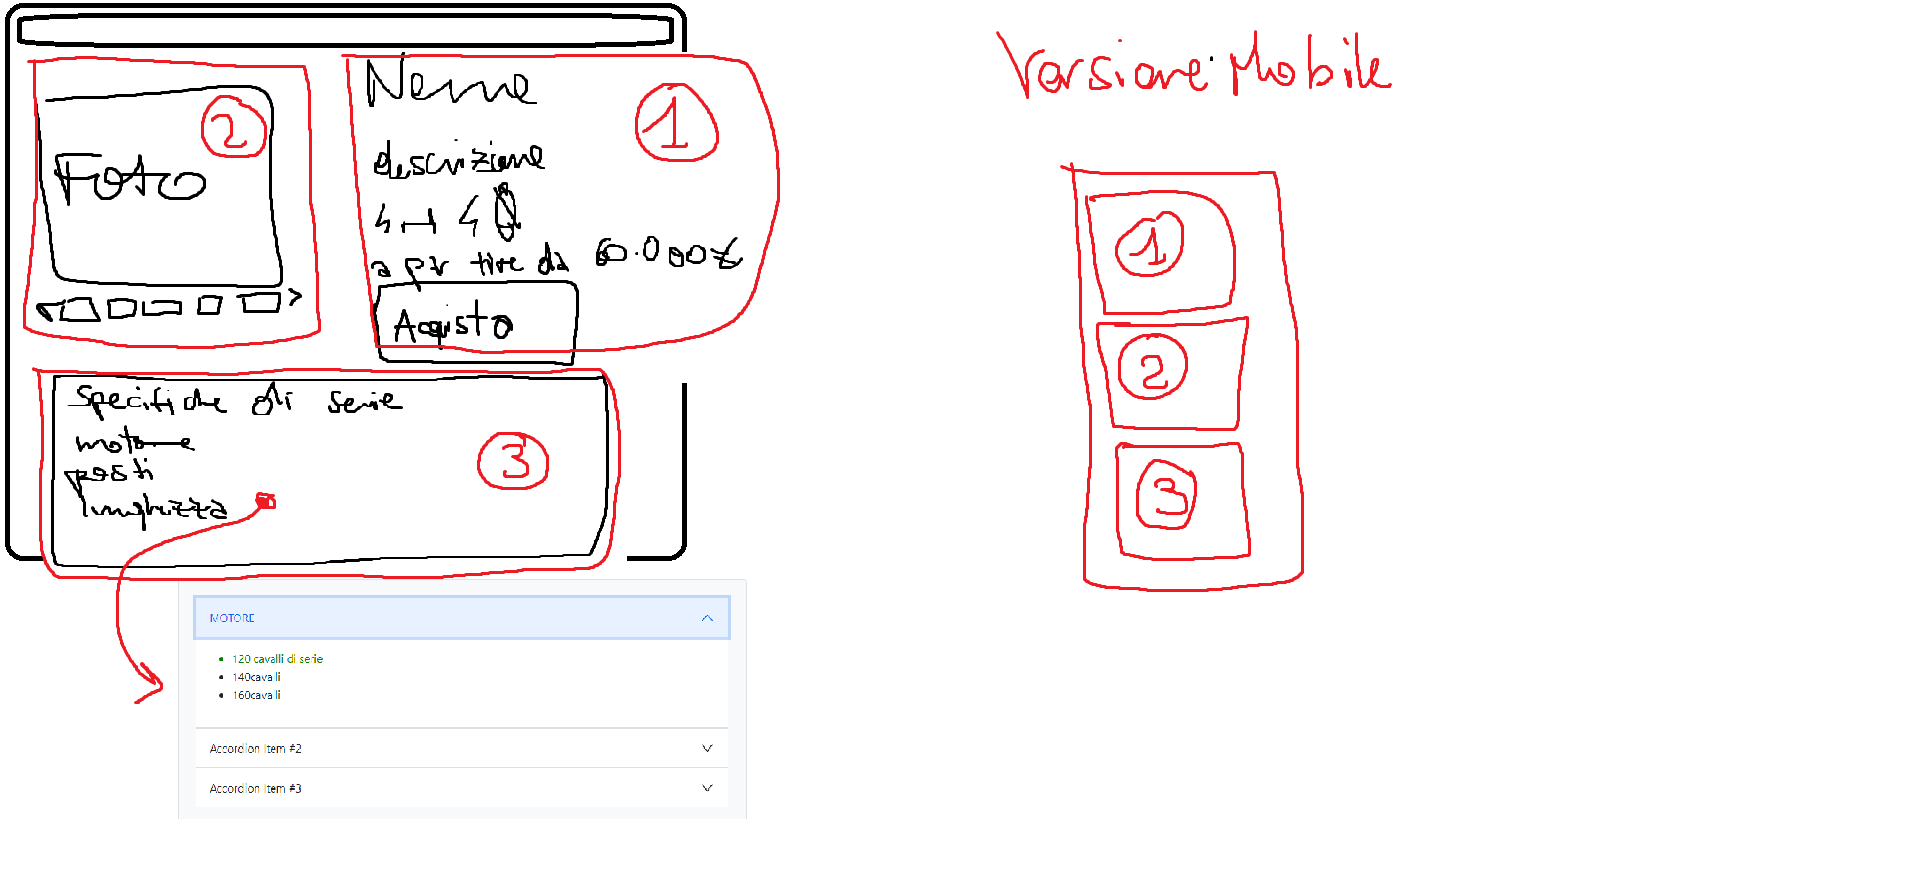 Nome
1
2
Foto
descrizione
4 4
a partire da 60.000€
Acquisto
Specifiche di serie
motore
posti
lunghezza
3
MOTORE
120 cavalli di serie
140cavalli
160cavalli
Accordion Item #2
Accordion Item #3
Versione Mobile
1
2
3